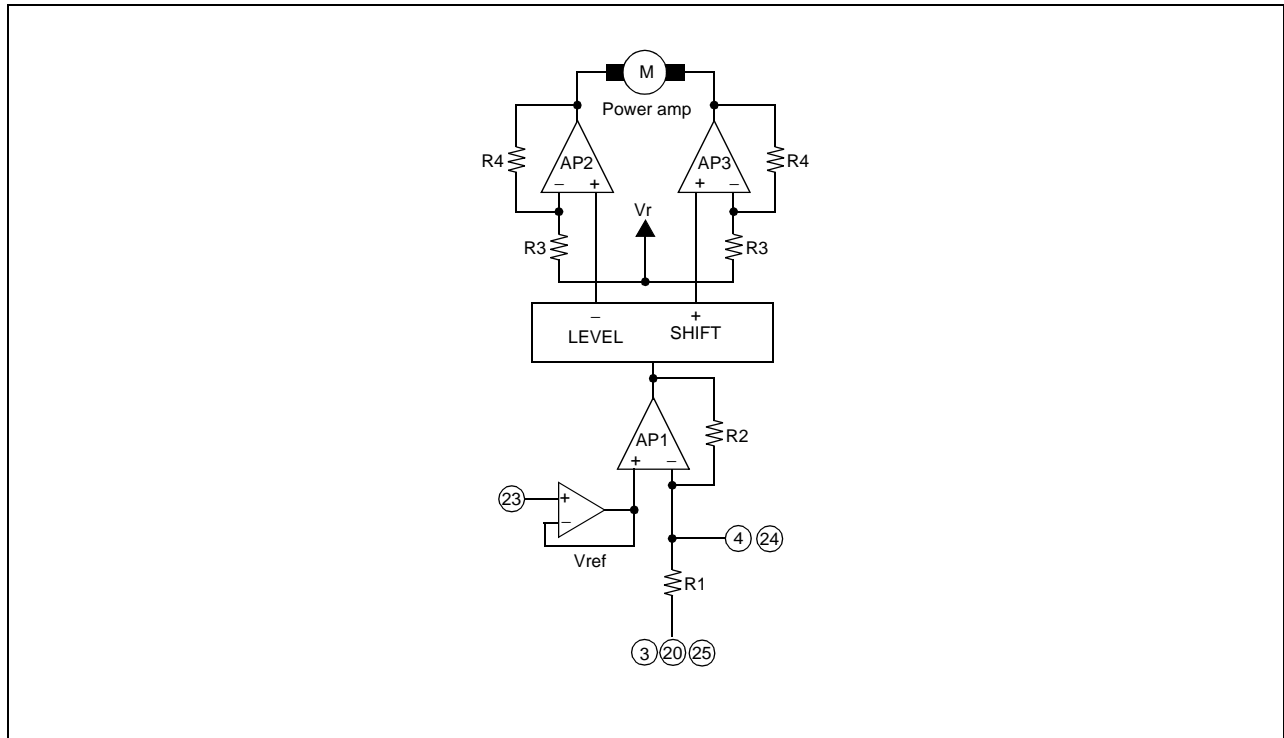 M
Power amp
R4
AP2
AP3
R4
− +
+ −
Vr
R3
R3
−
+
LEVEL
SHIFT
R2
AP1
+ −
23
+
−
Vref
4 24
R1
3 20 25